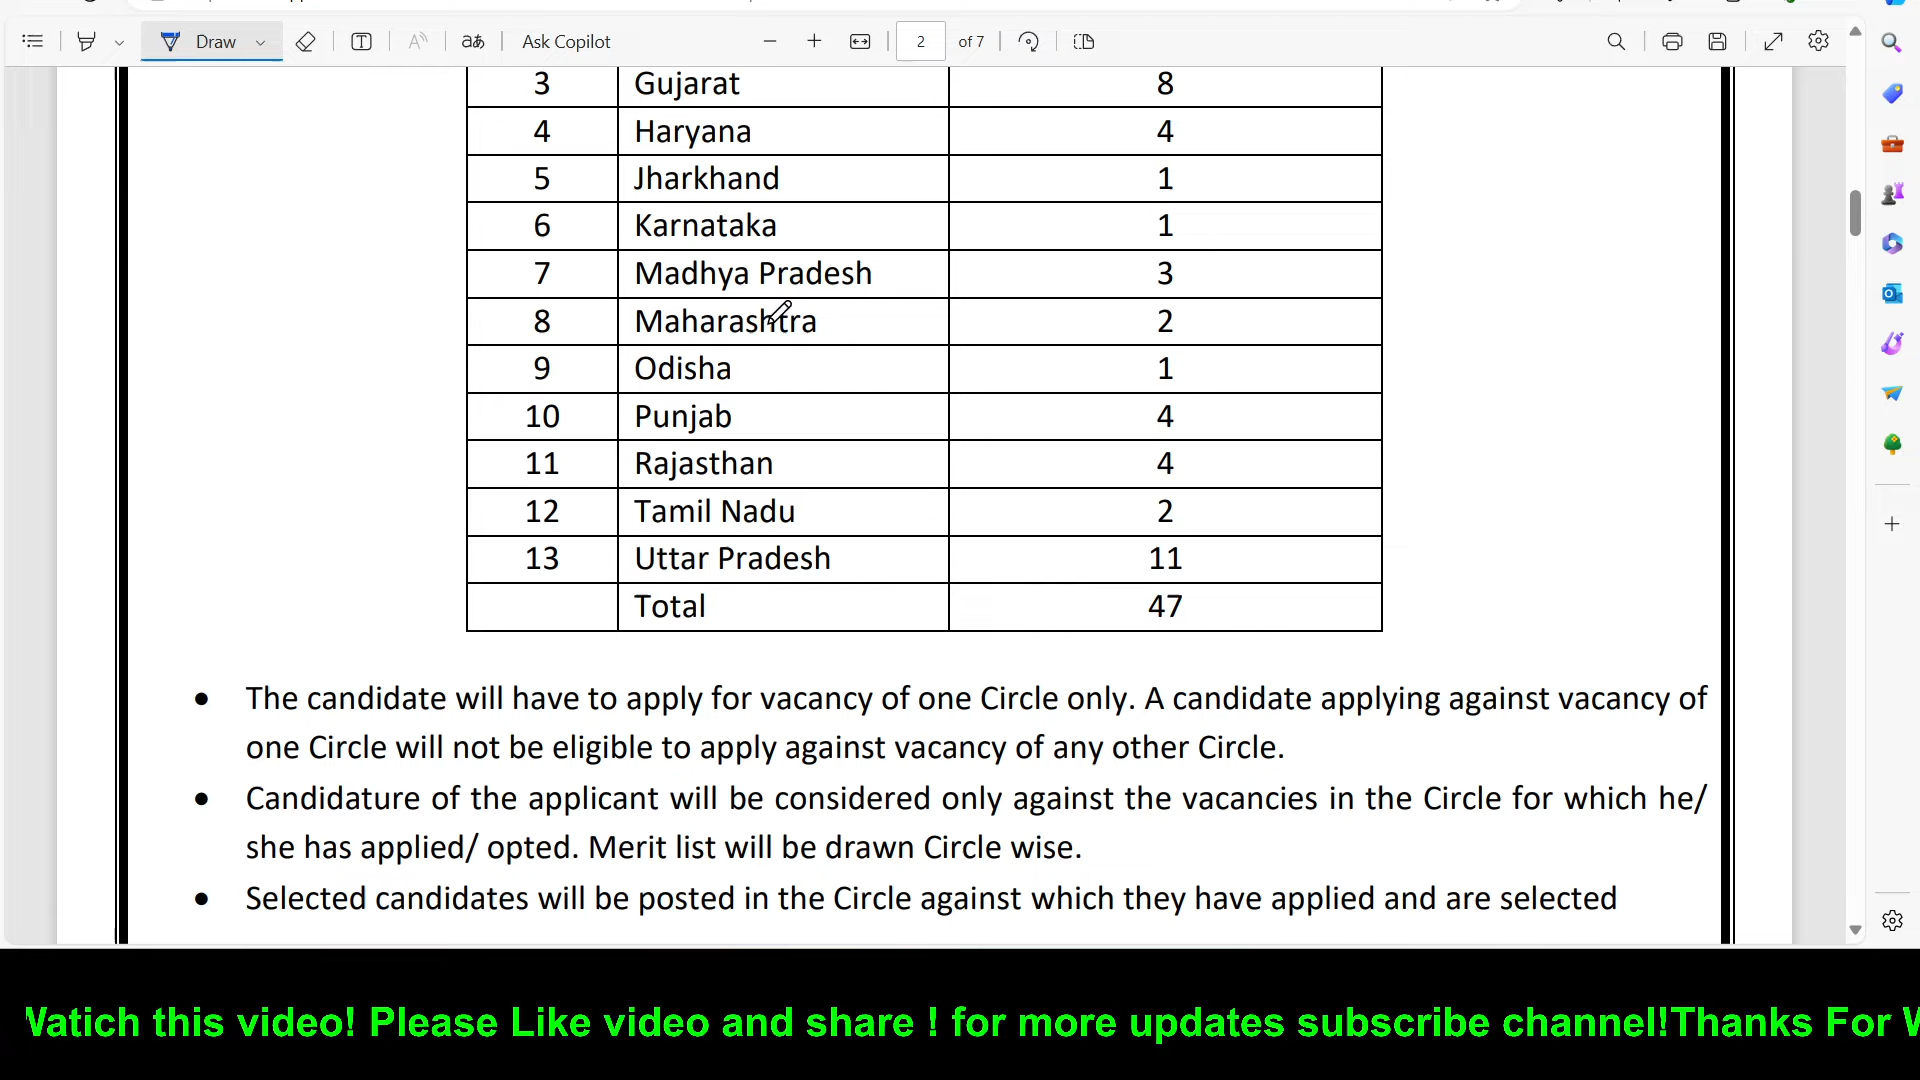 Draw
aあ
Ask Copilot
2
of 7
3 Gujarat 8
4 Haryana 4
5 Jharkhand 1
6 Karnataka 1
7 Madhya Pradesh 3
8 Maharashtra 2
9 Odisha 1
10 Punjab 4
11 Rajasthan 4
12 Tamil Nadu 2
13 Uttar Pradesh 11
Total 47
• The candidate will have to apply for vacancy of one Circle only. A candidate applying against vacancy of
one Circle will not be eligible to apply against vacancy of any other Circle.
• Candidature of the applicant will be considered only against the vacancies in the Circle for which he/
she has applied/ opted. Merit list will be drawn Circle wise.
• Selected candidates will be posted in the Circle against which they have applied and are selected
Watich this video! Please Like video and share ! for more updates subscribe channel!Thanks For